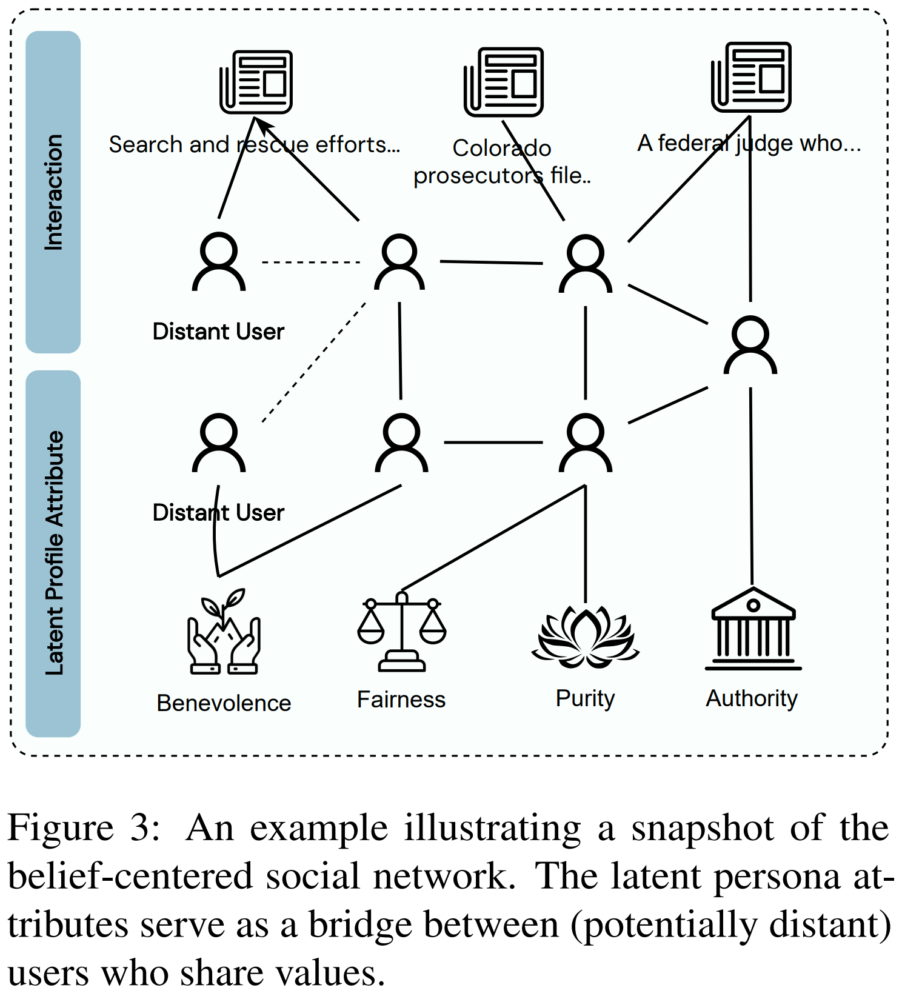 Interaction
Search and rescue efforts...
Colorado
prosecutors file..
A federal judge who...
Distant User
Latent Profile Attribute
Distant User
Benevolence
Fairness
Purity
Authority
Figure 3: An example illustrating a snapshot of the
belief-centered social network. The latent persona at-
tributes serve as a bridge between (potentially distant)
users who share values.